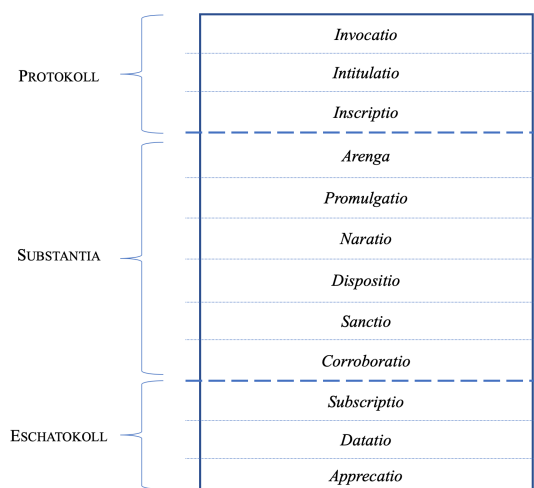 Invocatio
PROTOKOLL
Intitulatio
Inscriptio
Arenga
Promulgatio
Naratio
SUBSTANTIA
Dispositio
Sanctio
Corroboratio
Subscriptio
ESCHATOKOLL
Datatio
Apprecatio